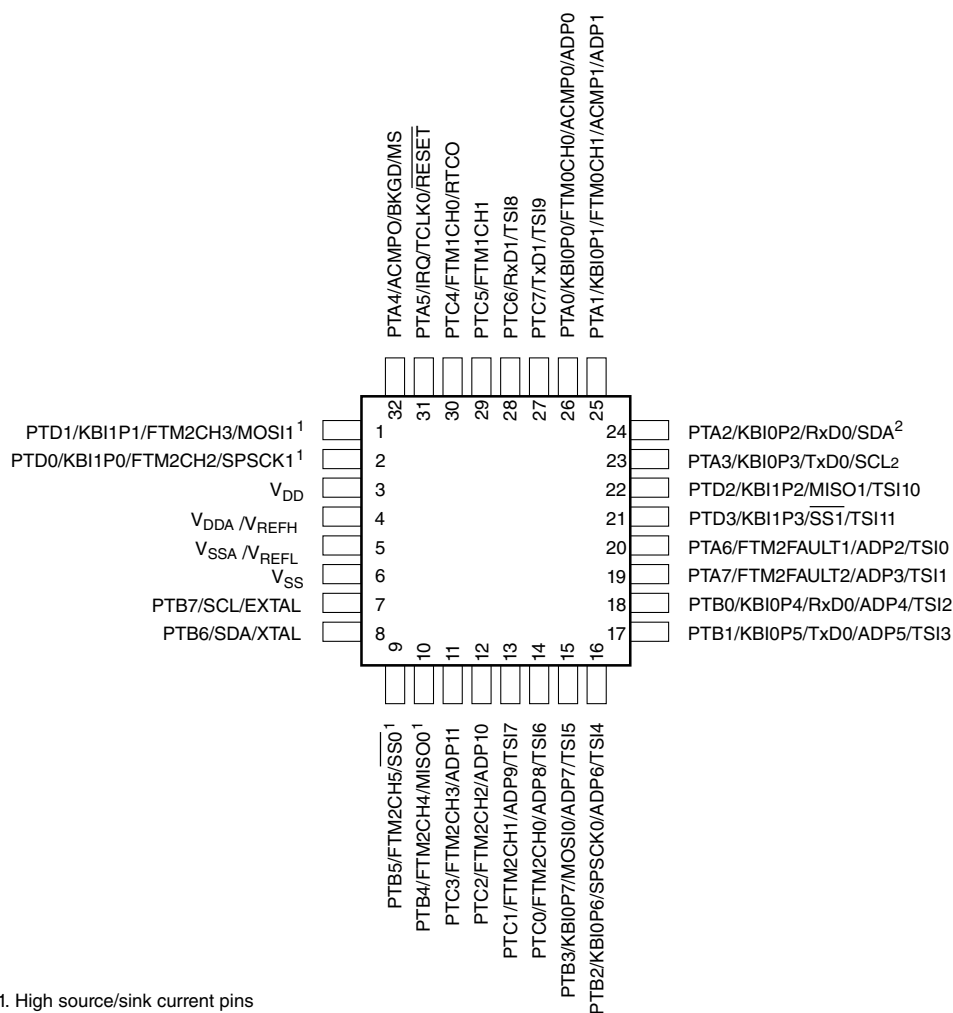 PTA4/ACMPO/BKGD/MS
PTA5/IRQ/TCLK0/RESET
PTC4/FTM1CH0/RTCO
PTC5/FTM1CH1
PTC6/RxD1/TSI8
PTC7/TxD1/TSI9
PTA0/KBI0P0/FTM0CH0/ACMP0/ADP0
PTA1/KBI0P1/FTM0CH1/ACMP1/ADP1
32 31 30 29 28 27 26 25
PTD1/KBI1P1/FTM2CH3/MOSI1¹ 1
PTD0/KBI1P0/FTM2CH2/SPSCK1¹ 2
VDD 3
VDDA /VREFH 4
VSSA /VREFL 5
VSS 6
PTB7/SCL/EXTAL 7
PTB6/SDA/XTAL 8
24 PTA2/KBI0P2/RxD0/SDA²
23 PTA3/KBI0P3/TxD0/SCL2
22 PTD2/KBI1P2/MISO1/TSI10
21 PTD3/KBI1P3/SS1/TSI11
20 PTA6/FTM2FAULT1/ADP2/TSI0
19 PTA7/FTM2FAULT2/ADP3/TSI1
18 PTB0/KBI0P4/RxD0/ADP4/TSI2
17 PTB1/KBI0P5/TxD0/ADP5/TSI3
9 10 11 12 13 14 15 16
PTB5/FTM2CH5/SS0¹
PTB4/FTM2CH4/MISO0¹
PTC3/FTM2CH3/ADP11
PTC2/FTM2CH2/ADP10
PTC1/FTM2CH1/ADP9/TSI7
PTC0/FTM2CH0/ADP8/TSI6
PTB3/KBI0P7/MOSI0/ADP7/TSI5
PTB2/KBI0P6/SPSCK0/ADP6/TSI4
1. High source/sink current pins